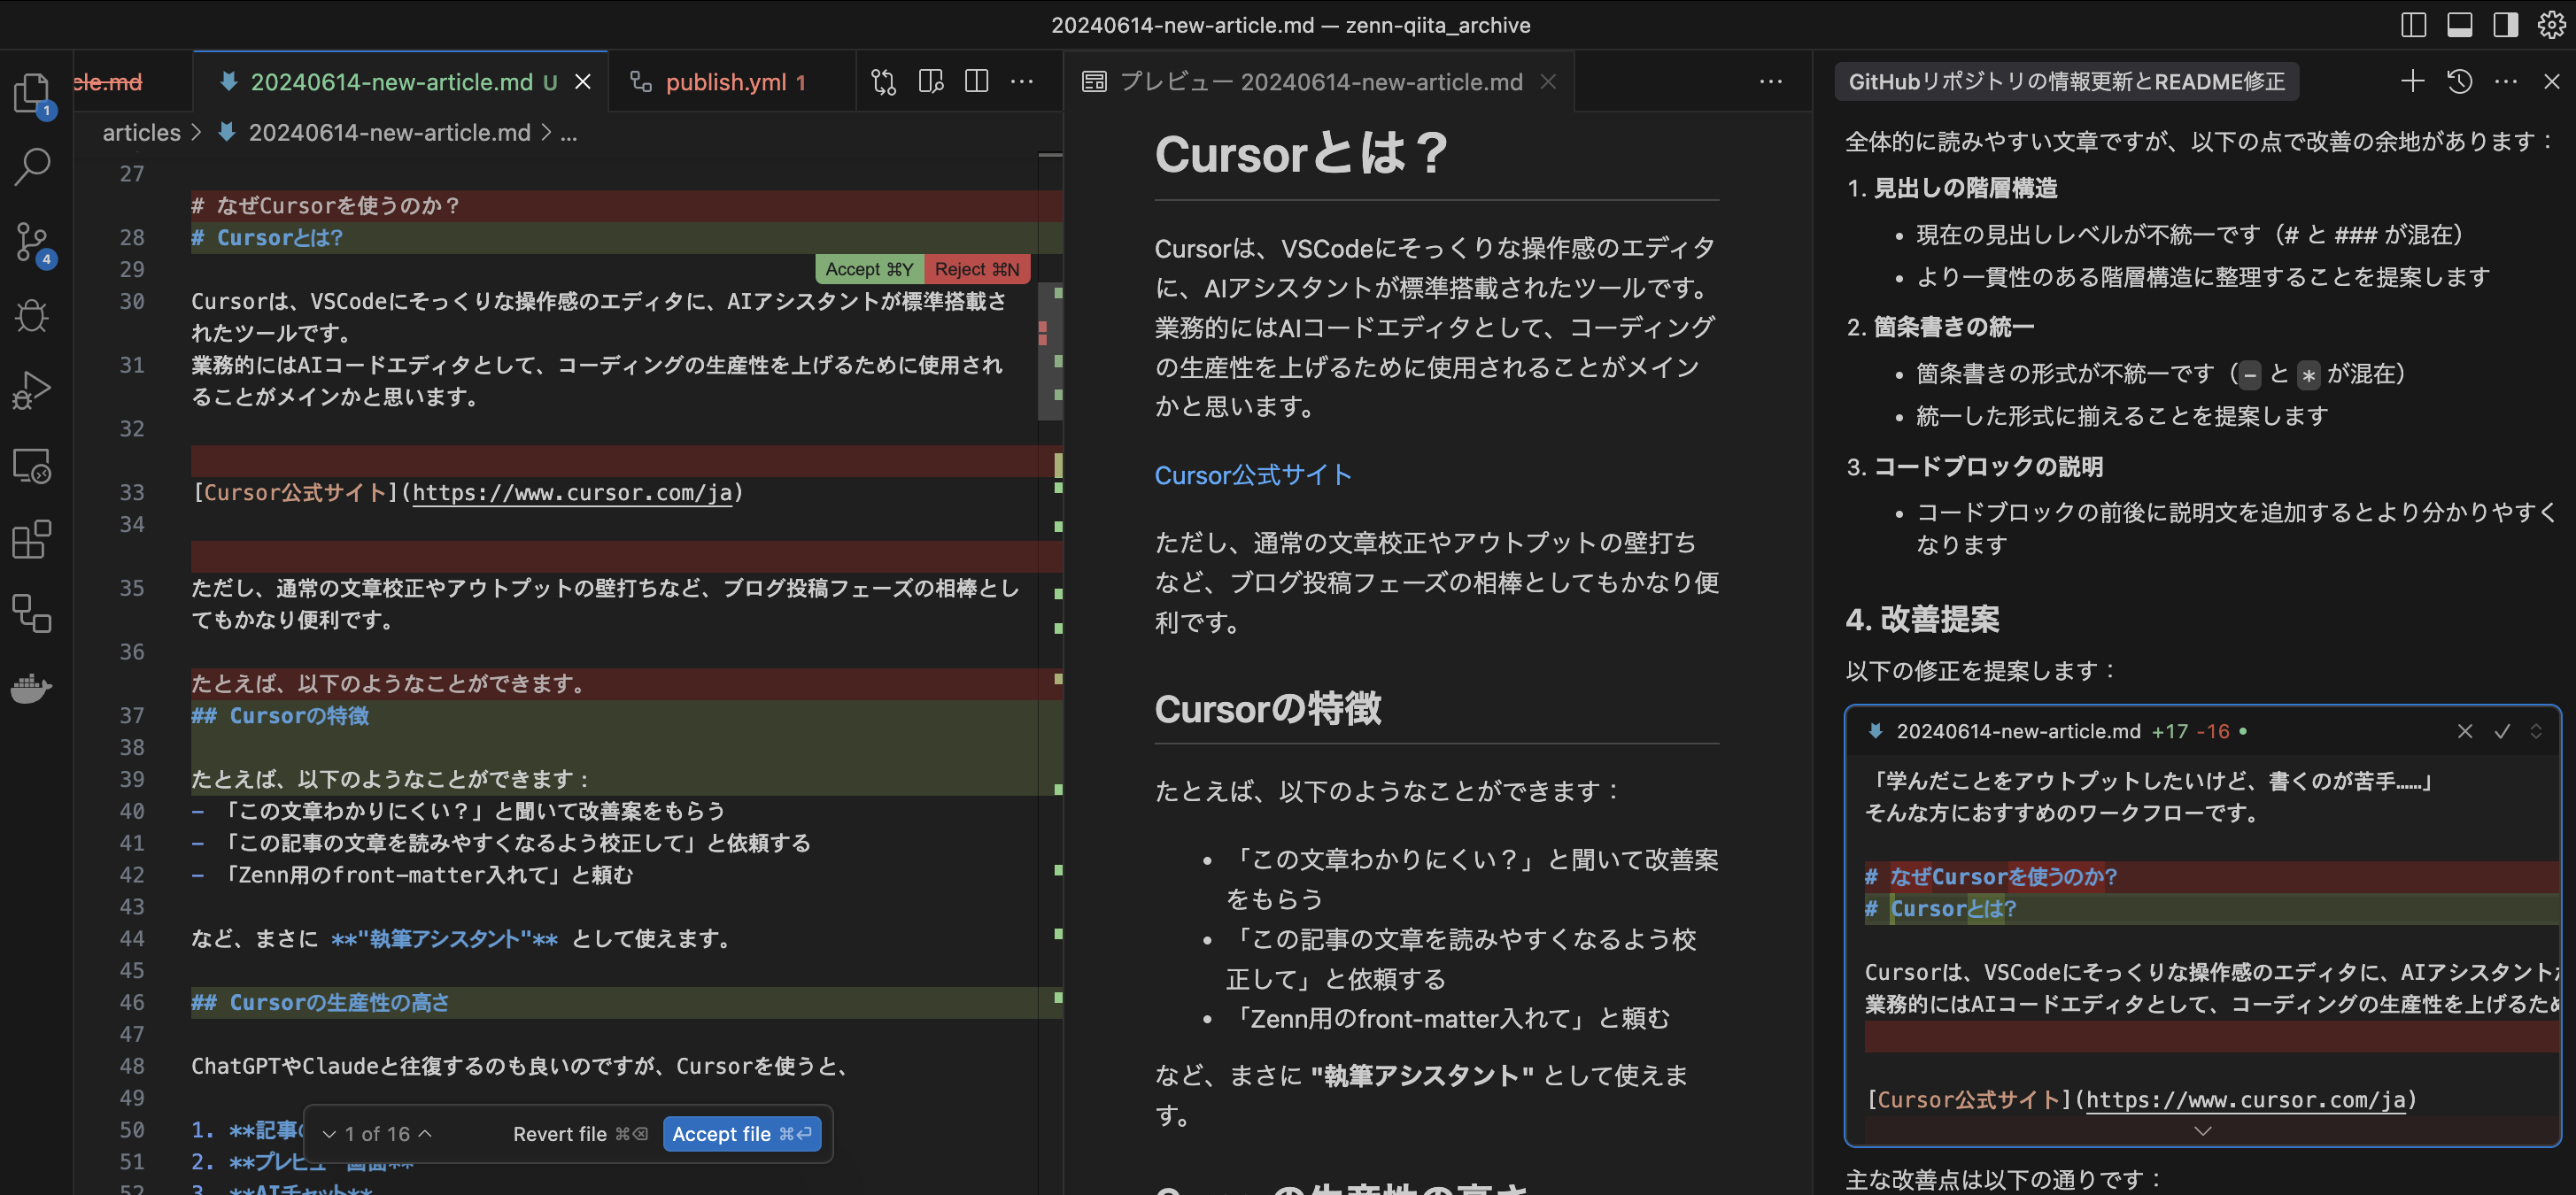 20240614-new-article.md — zenn-qiita_archive
cle.md
20240614-new-article.md U
publish.yml 1
articles > 20240614-new-article.md > ...
1
4
27
# なぜCursorを使うのか？
28 # Cursorとは？
29
Accept ⌘Y Reject ⌘N
30 Cursorは、VSCodeにそっくりな操作感のエディタに、AIアシスタントが標準搭載さ
れたツールです。
31 業務的にはAIコードエディタとして、コーディングの生産性を上げるために使用され
ることがメインかと思います。
32
33 [Cursor公式サイト](https://www.cursor.com/ja)
34
35 ただし、通常の文章校正やアウトプットの壁打ちなど、ブログ投稿フェーズの相棒とし
てもかなり便利です。
36
たとえば、以下のようなことができます。
37 ## Cursorの特徴
38
39 たとえば、以下のようなことができます：
40 - 「この文章わかりにくい？」と聞いて改善案をもらう
41 - 「この記事の文章を読みやすくなるよう校正して」と依頼する
42 - 「Zenn用のfront-matter入れて」と頼む
43
44 など、まさに **"執筆アシスタント"** として使えます。
45
46 ## Cursorの生産性の高さ
47
48 ChatGPTやClaudeと往復するのも良いのですが、Cursorを使うと、
49
50 1. **記事
51 2. **プレビュー画面**
52 3. **AIチャット**
1 of 16
Revert file ⌘⌫
Accept file ⌘⏎
プレビュー 20240614-new-article.md
Cursorとは？
Cursorは、VSCodeにそっくりな操作感のエディタ
に、AIアシスタントが標準搭載されたツールです。
業務的にはAIコードエディタとして、コーディング
の生産性を上げるために使用されることがメイン
かと思います。
Cursor公式サイト
ただし、通常の文章校正やアウトプットの壁打ち
など、ブログ投稿フェーズの相棒としてもかなり便
利です。
Cursorの特徴
たとえば、以下のようなことができます：
• 「この文章わかりにくい？」と聞いて改善案
をもらう
• 「この記事の文章を読みやすくなるよう校
正して」と依頼する
• 「Zenn用のfront-matter入れて」と頼む
など、まさに "執筆アシスタント" として使えま
す。
Cursorの生産性の高さ
GitHubリポジトリの情報更新とREADME修正
全体的に読みやすい文章ですが、以下の点で改善の余地があります：
1. 見出しの階層構造
• 現在の見出しレベルが不統一です（# と ### が混在）
• より一貫性のある階層構造に整理することを提案します
2. 箇条書きの統一
• 箇条書きの形式が不統一です（- と * が混在）
• 統一した形式に揃えることを提案します
3. コードブロックの説明
• コードブロックの前後に説明文を追加するとより分かりやすく
なります
4. 改善提案
以下の修正を提案します：
20240614-new-article.md +17 -16 •
「学んだことをアウトプットしたいけど、書くのが苦手……」
そんな方におすすめのワークフローです。
# なぜCursorを使うのか？
# Cursorとは？
Cursorは、VSCodeにそっくりな操作感のエディタに、AIアシスタント
業務的にはAIコードエディタとして、コーディングの生産性を上げるため
[Cursor公式サイト](https://www.cursor.com/ja)
主な改善点は以下の通りです：